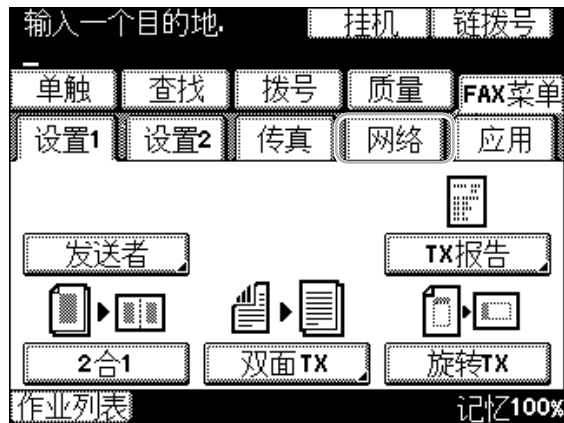 输入一个目的地. 挂机 链拨号
单触 查找 拨号 质量 FAX菜单
设置1 设置2 传真 网络 应用
发送者 TX报告
2合1 双面TX 旋转TX
作业列表 记忆100%